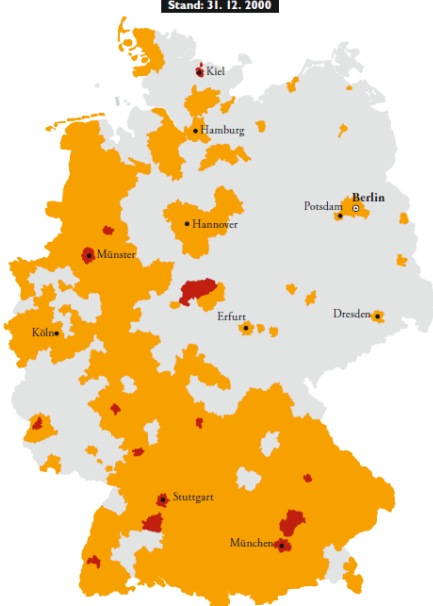 Stand: 31. 12. 2000
Kiel
Hamburg
Berlin
Potsdam
Hannover
Münster
Erfurt
Dresden
Köln
Stuttgart
München